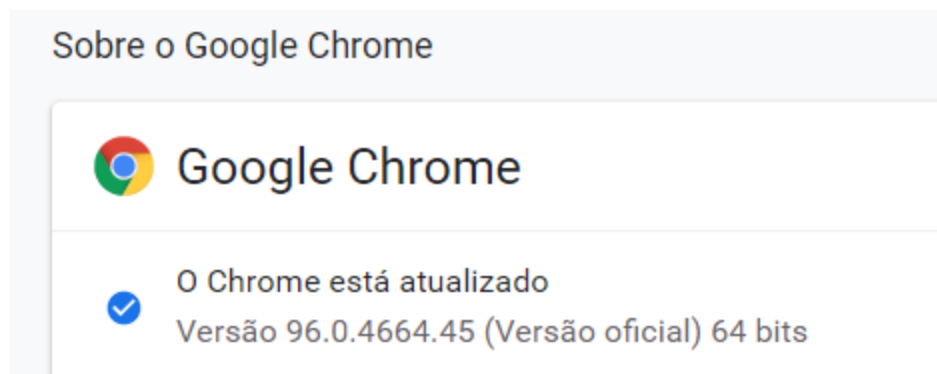 Sobre o Google Chrome
Google Chrome
O Chrome está atualizado
Versão 96.0.4664.45 (Versão oficial) 64 bits